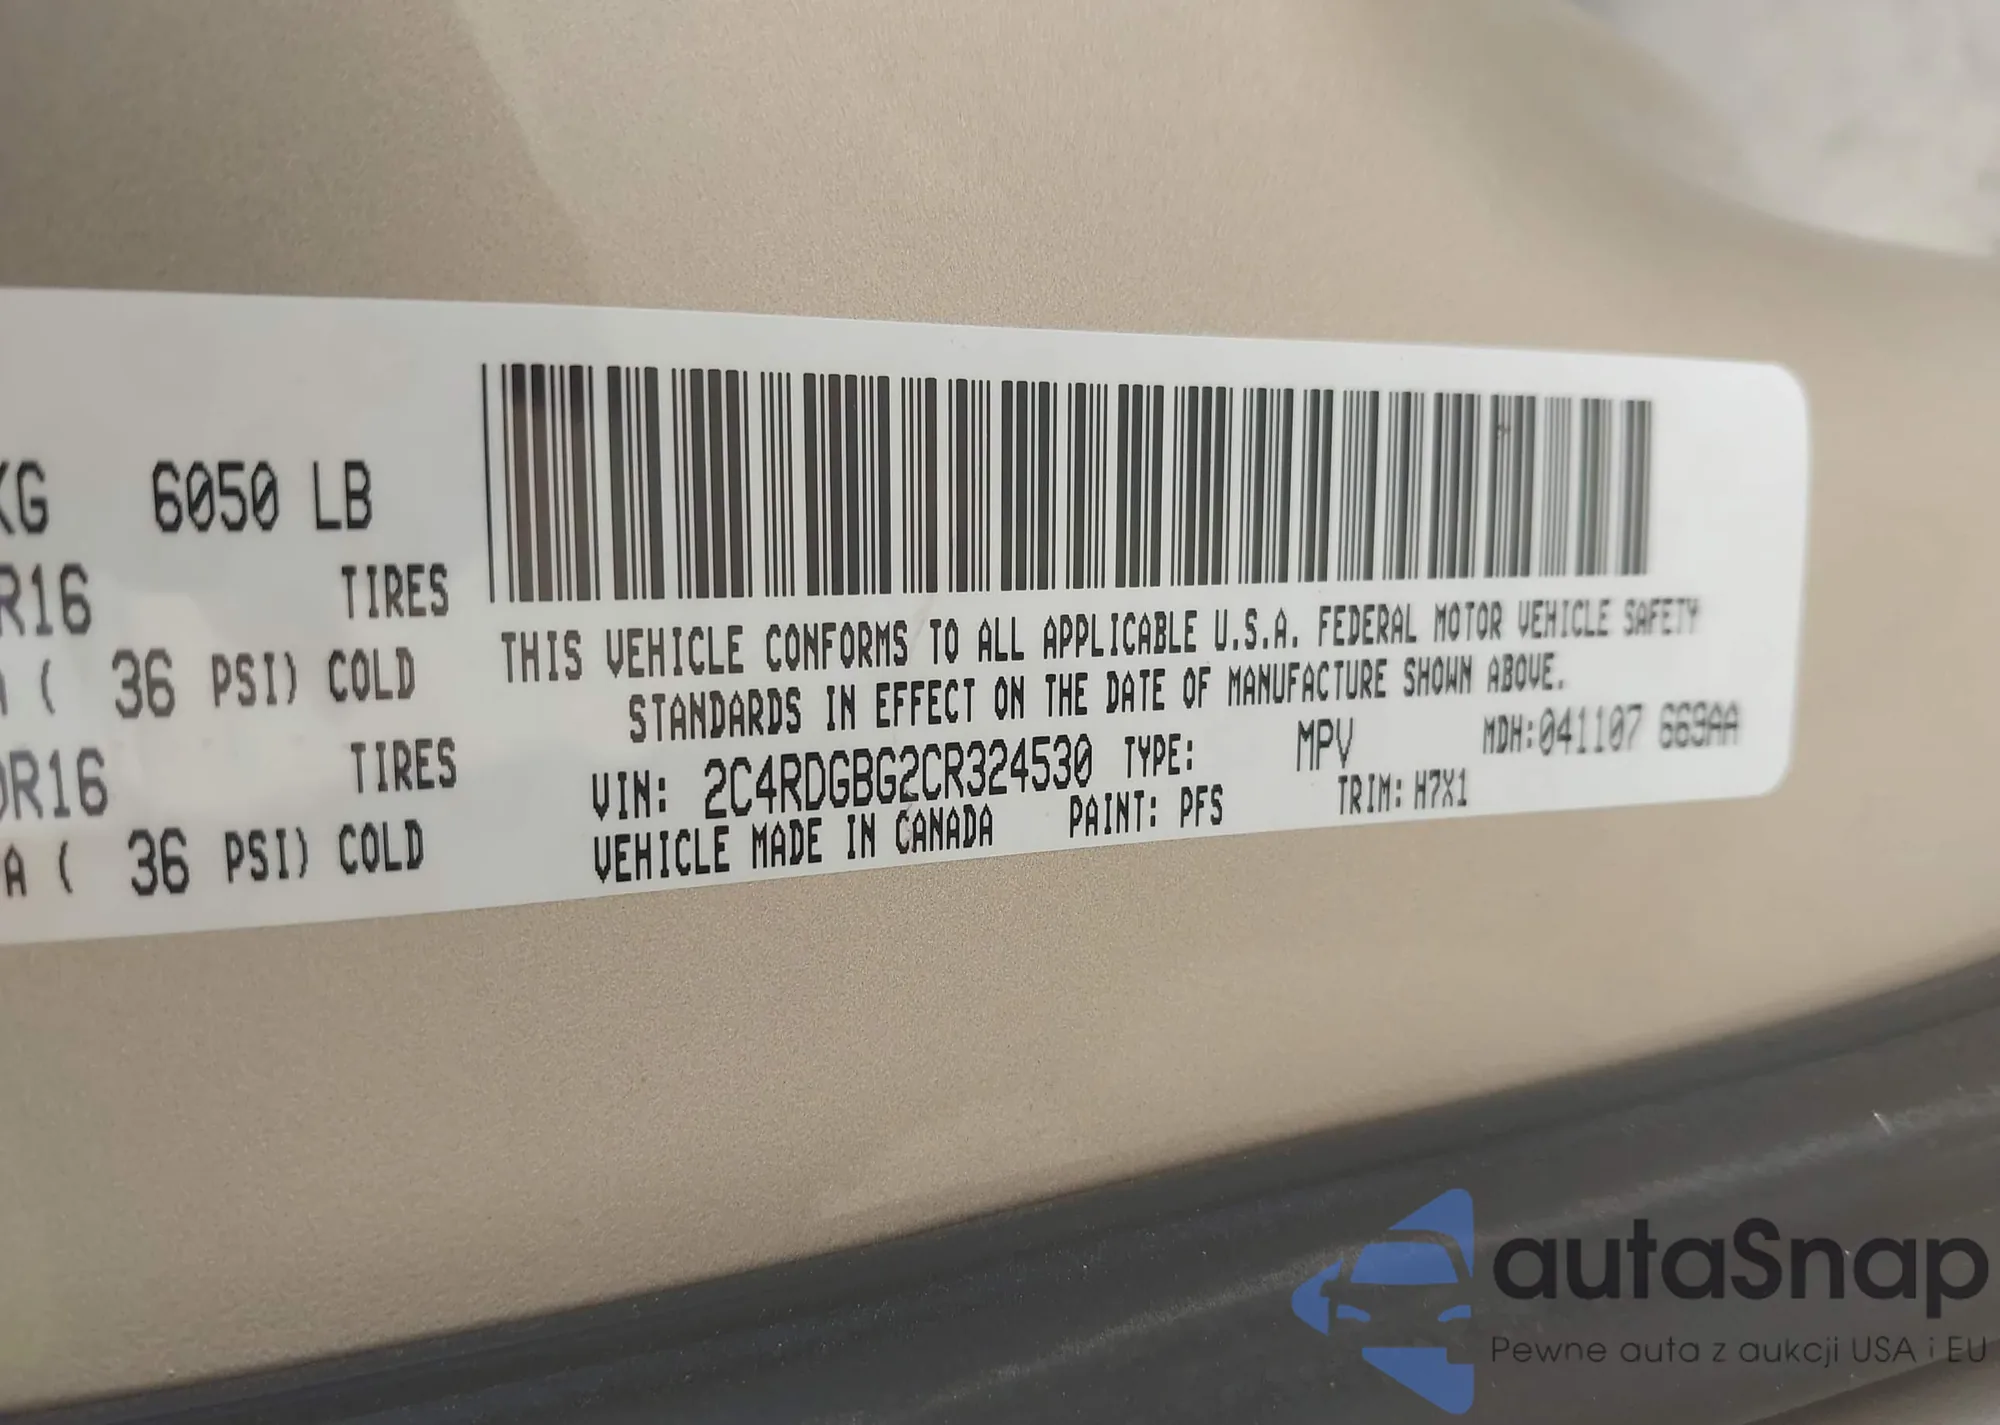 KG 6050 LB
R16 TIRES
A ( 36 PSI) COLD
0R16 TIRES
A ( 36 PSI) COLD
THIS VEHICLE CONFORMS TO ALL APPLICABLE U.S.A. FEDERAL MOTOR VEHICLE SAFETY
STANDARDS IN EFFECT ON THE DATE OF MANUFACTURE SHOWN ABOVE.
VIN: 2C4RDGBG2CR324530 TYPE: MPV MDH:041107 669AA
VEHICLE MADE IN CANADA PAINT: PFS TRIM: H7X1
autaSnap
Pewne auta z aukcji USA i EU